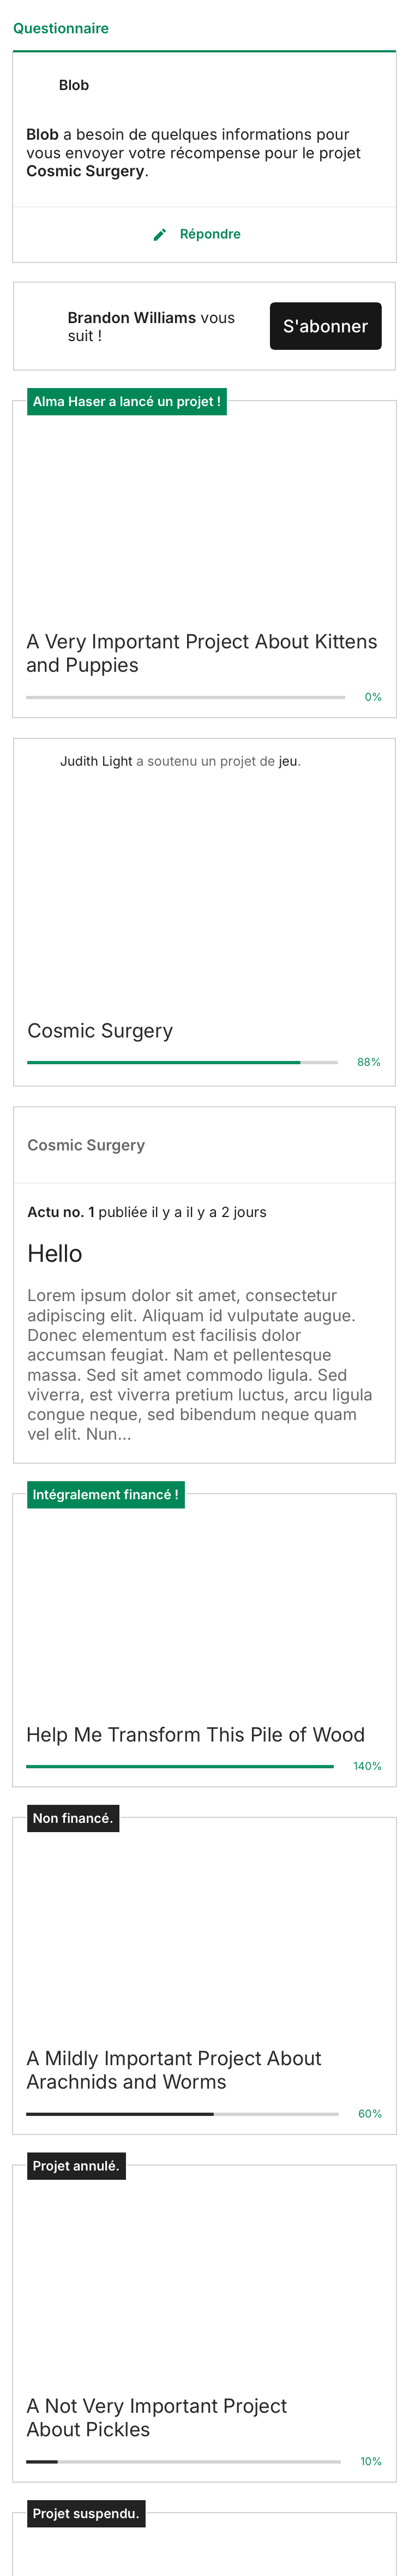 Questionnaire
Blob
Blob a besoin de quelques informations pour
vous envoyer votre récompense pour le projet
Cosmic Surgery.
Répondre
Brandon Williams vous
suit !
S'abonner
Alma Haser a lancé un projet !
A Very Important Project About Kittens
and Puppies
0%
Judith Light a soutenu un projet de jeu.
Cosmic Surgery
88%
Cosmic Surgery
Actu no. 1 publiée il y a il y a 2 jours
Hello
Lorem ipsum dolor sit amet, consectetur
adipiscing elit. Aliquam id vulputate augue.
Donec elementum est facilisis dolor
accumsan feugiat. Nam et pellentesque
massa. Sed sit amet commodo ligula. Sed
viverra, est viverra pretium luctus, arcu ligula
congue neque, sed bibendum neque quam
vel elit. Nun...
Intégralement financé !
Help Me Transform This Pile of Wood
140%
Non financé.
A Mildly Important Project About
Arachnids and Worms
60%
Projet annulé.
A Not Very Important Project
About Pickles
10%
Projet suspendu.